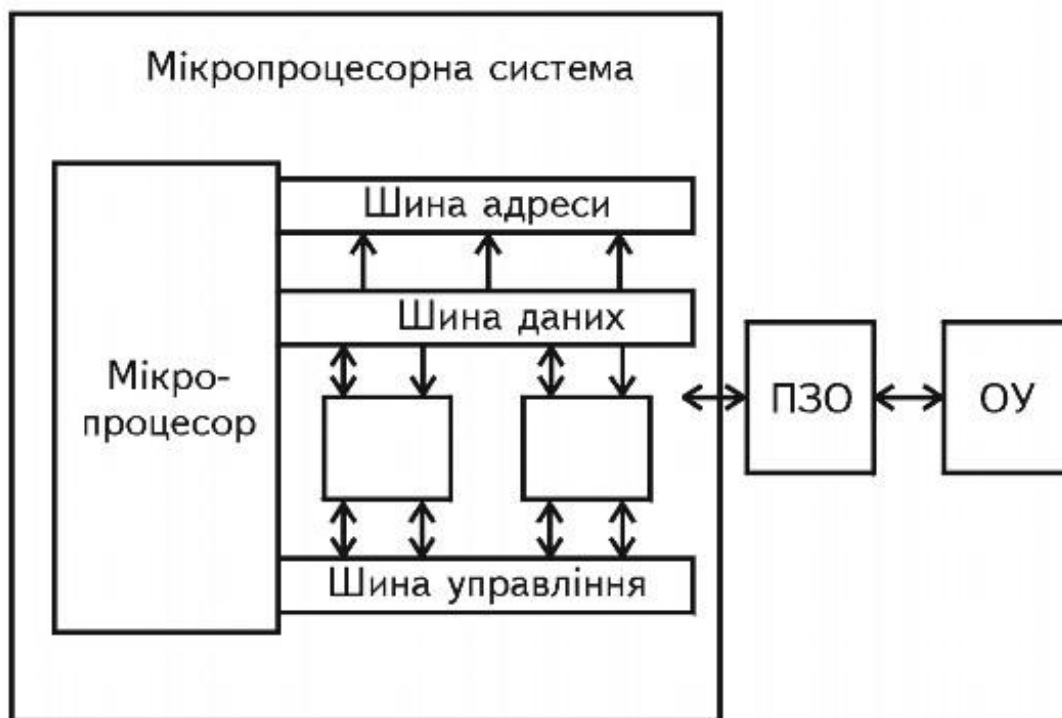 Мікропроцесорна система
Шина адреси
Шина даних
Мікро-
процесор
ПЗО
ОУ
Шина управління